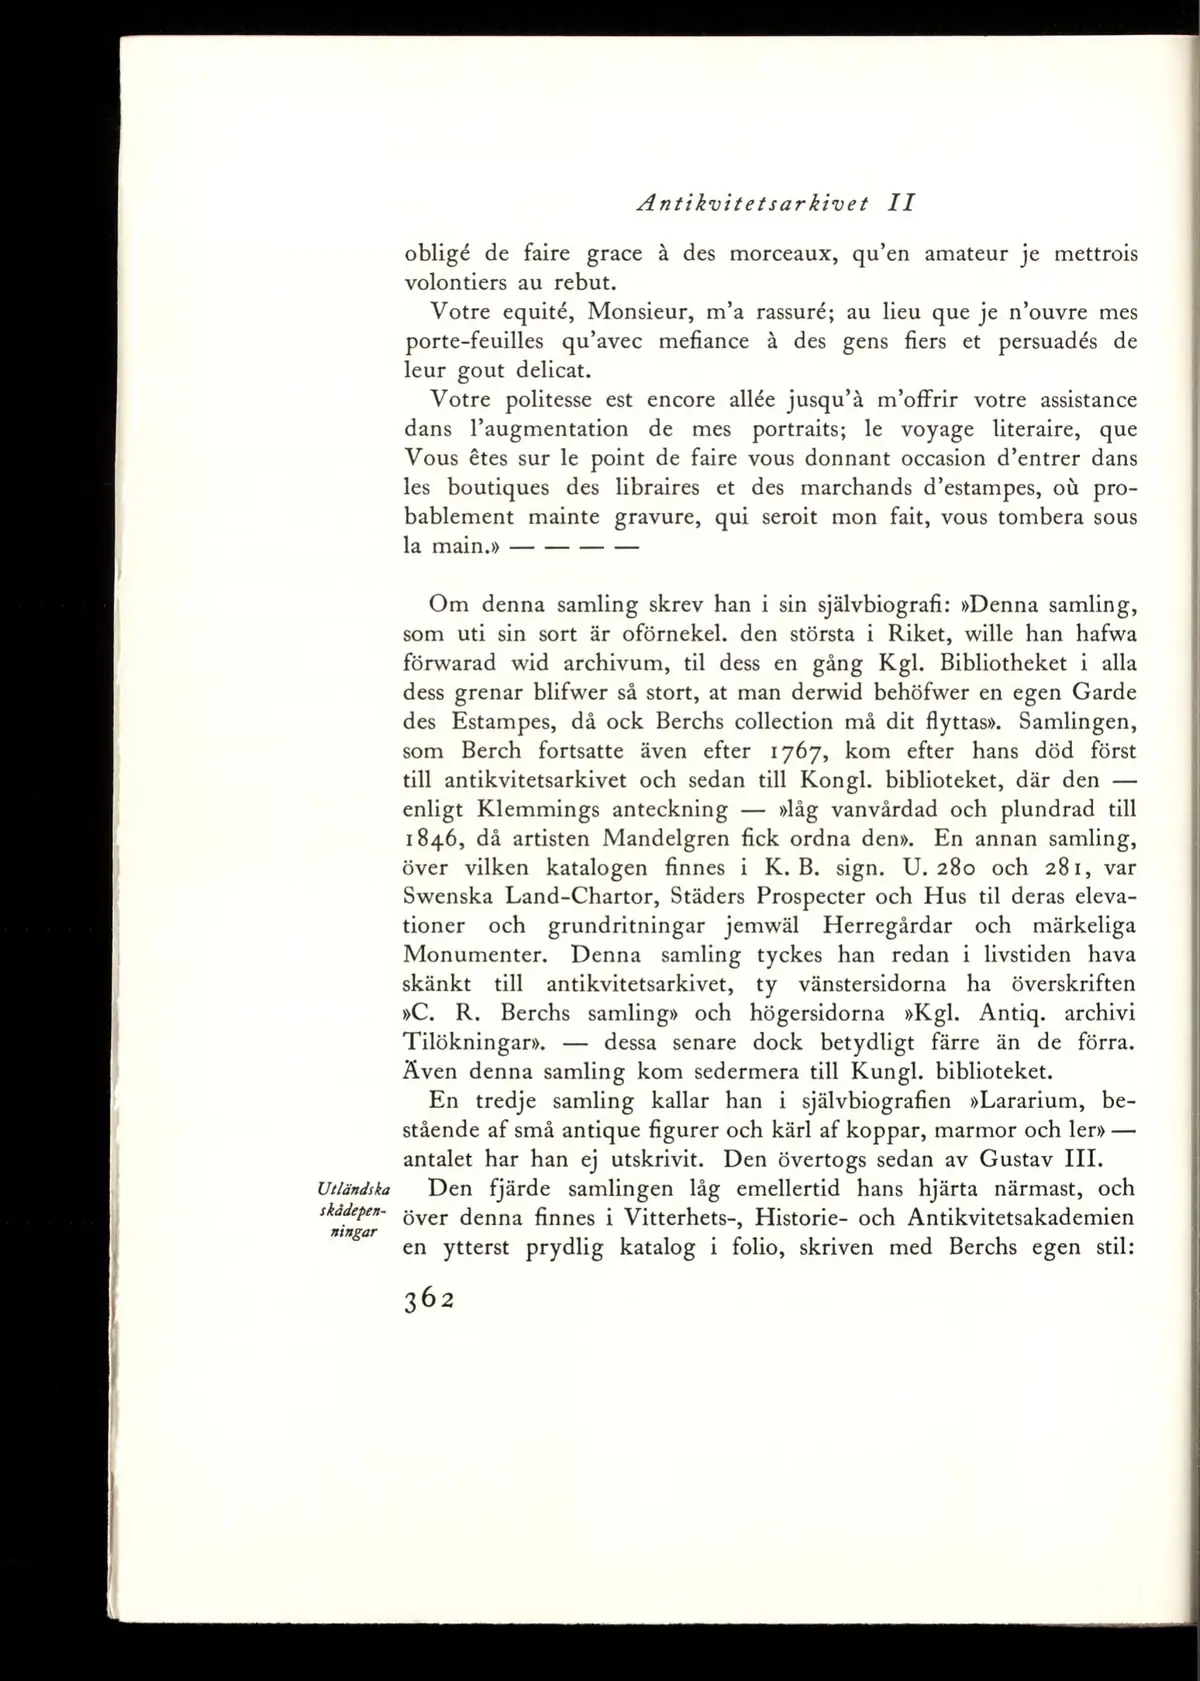 Antikvitetsarkivet II
obligé de faire grace à des morceaux, qu'en amateur je mettrois
volontiers au rebut.
Votre equité, Monsieur, m'a rassuré; au lieu que je n'ouvre mes
porte-feuilles qu'avec mefiance à des gens fiers et persuadés de
leur gout delicat.
Votre politesse est encore allée jusqu'à m'offrir votre assistance
dans l'augmentation de mes portraits; le voyage literaire, que
Vous êtes sur le point de faire vous donnant occasion d'entrer dans
les boutiques des libraires et des marchands d'estampes, où pro-
bablement mainte gravure, qui seroit mon fait, vous tombera sous
la main.» — — — —
Om denna samling skrev han i sin självbiografi: »Denna samling,
som uti sin sort är oförnekel. den största i Riket, wille han hafwa
förwarad wid archivum, til dess en gång Kgl. Bibliotheket i alla
dess grenar blifwer så stort, at man derwid behöfwer en egen Garde
des Estampes, då ock Berchs collection må dit flyttas». Samlingen,
som Berch fortsatte även efter 1767, kom efter hans död först
till antikvitetsarkivet och sedan till Kongl. biblioteket, där den —
enligt Klemmings anteckning — »låg vanvårdad och plundrad till
1846, då artisten Mandelgren fick ordna den». En annan samling,
över vilken katalogen finnes i K. B. sign. U. 280 och 281, var
Swenska Land-Chartor, Städers Prospecter och Hus til deras eleva-
tioner och grundritningar jemwäl Herregårdar och märkeliga
Monumenter. Denna samling tyckes han redan i livstiden hava
skänkt till antikvitetsarkivet, ty vänstersidorna ha överskriften
»C. R. Berchs samling» och högersidorna »Kgl. Antiq. archivi
Tilökningar». — dessa senare dock betydligt färre än de förra.
Även denna samling kom sedermera till Kungl. biblioteket.
En tredje samling kallar han i självbiografien »Lararium, be-
stående af små antique figurer och kärl af koppar, marmor och ler» —
antalet har han ej utskrivit. Den övertogs sedan av Gustav III.
Utländska
skådepen-
ningar
Den fjärde samlingen låg emellertid hans hjärta närmast, och
över denna finnes i Vitterhets-, Historie- och Antikvitetsakademien
en ytterst prydlig katalog i folio, skriven med Berchs egen stil:
362